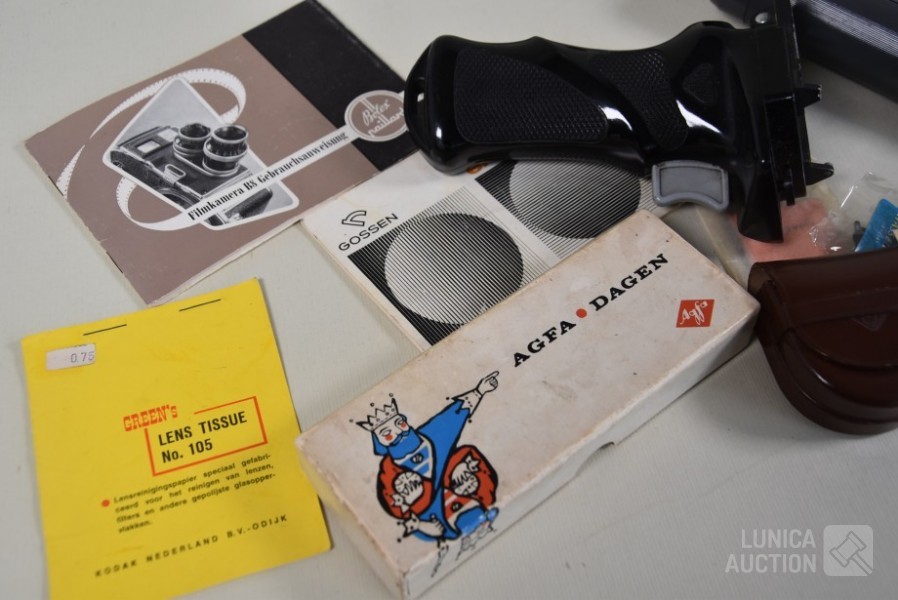 Filmkamera B8 Gebrauchsanweisung
Bolex
Paillard
GOSSEN
AGFA • DAGEN
0.75
GREEN's
LENS TISSUE
No. 105
• Lensreinigingspapier speciaal gefabri-
ceerd voor het reinigen van lenzen,
filters en andere gepolijste glasopper-
vlakken.
KODAK NEDERLAND B.V.-ODIJK
LUNICA
AUCTION